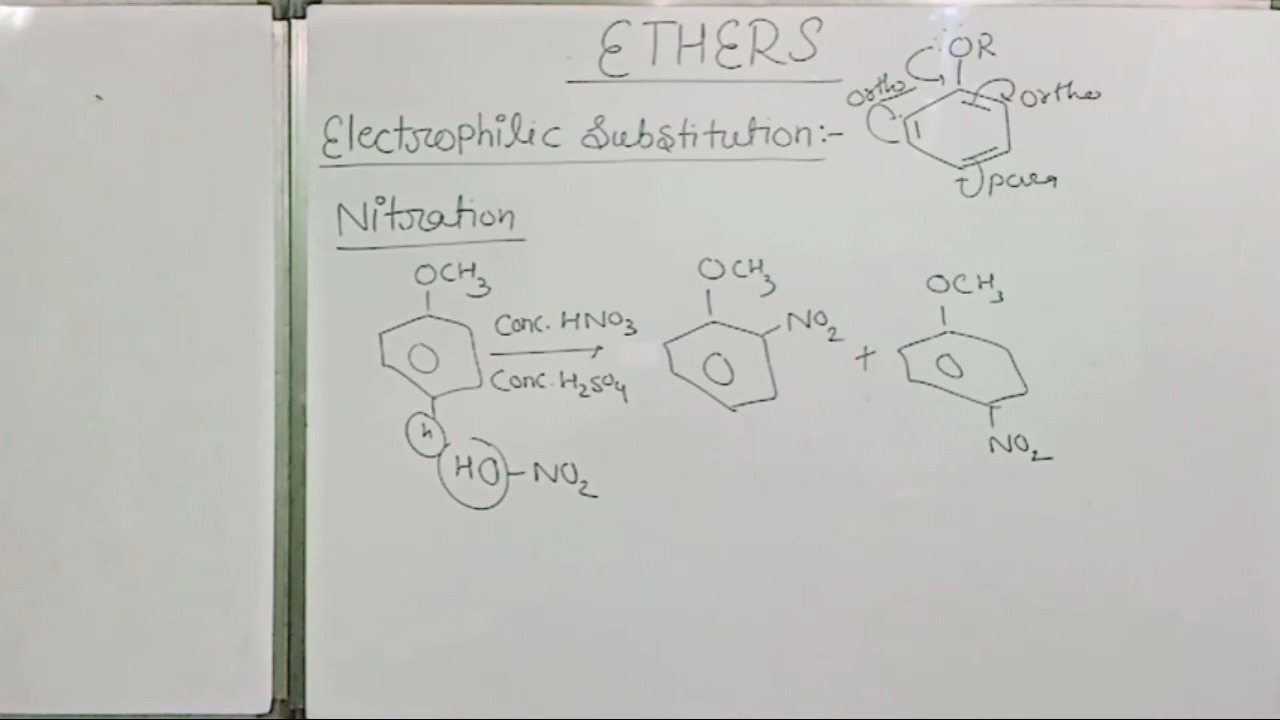 ETHERS
OR
Ortho
Ortho
Electrophilic Substitution:-
para
Nitration
OCH3
Conc. HNO3
Conc. H2SO4
OCH3
NO2
+
OCH3
NO2
H
HO-NO2